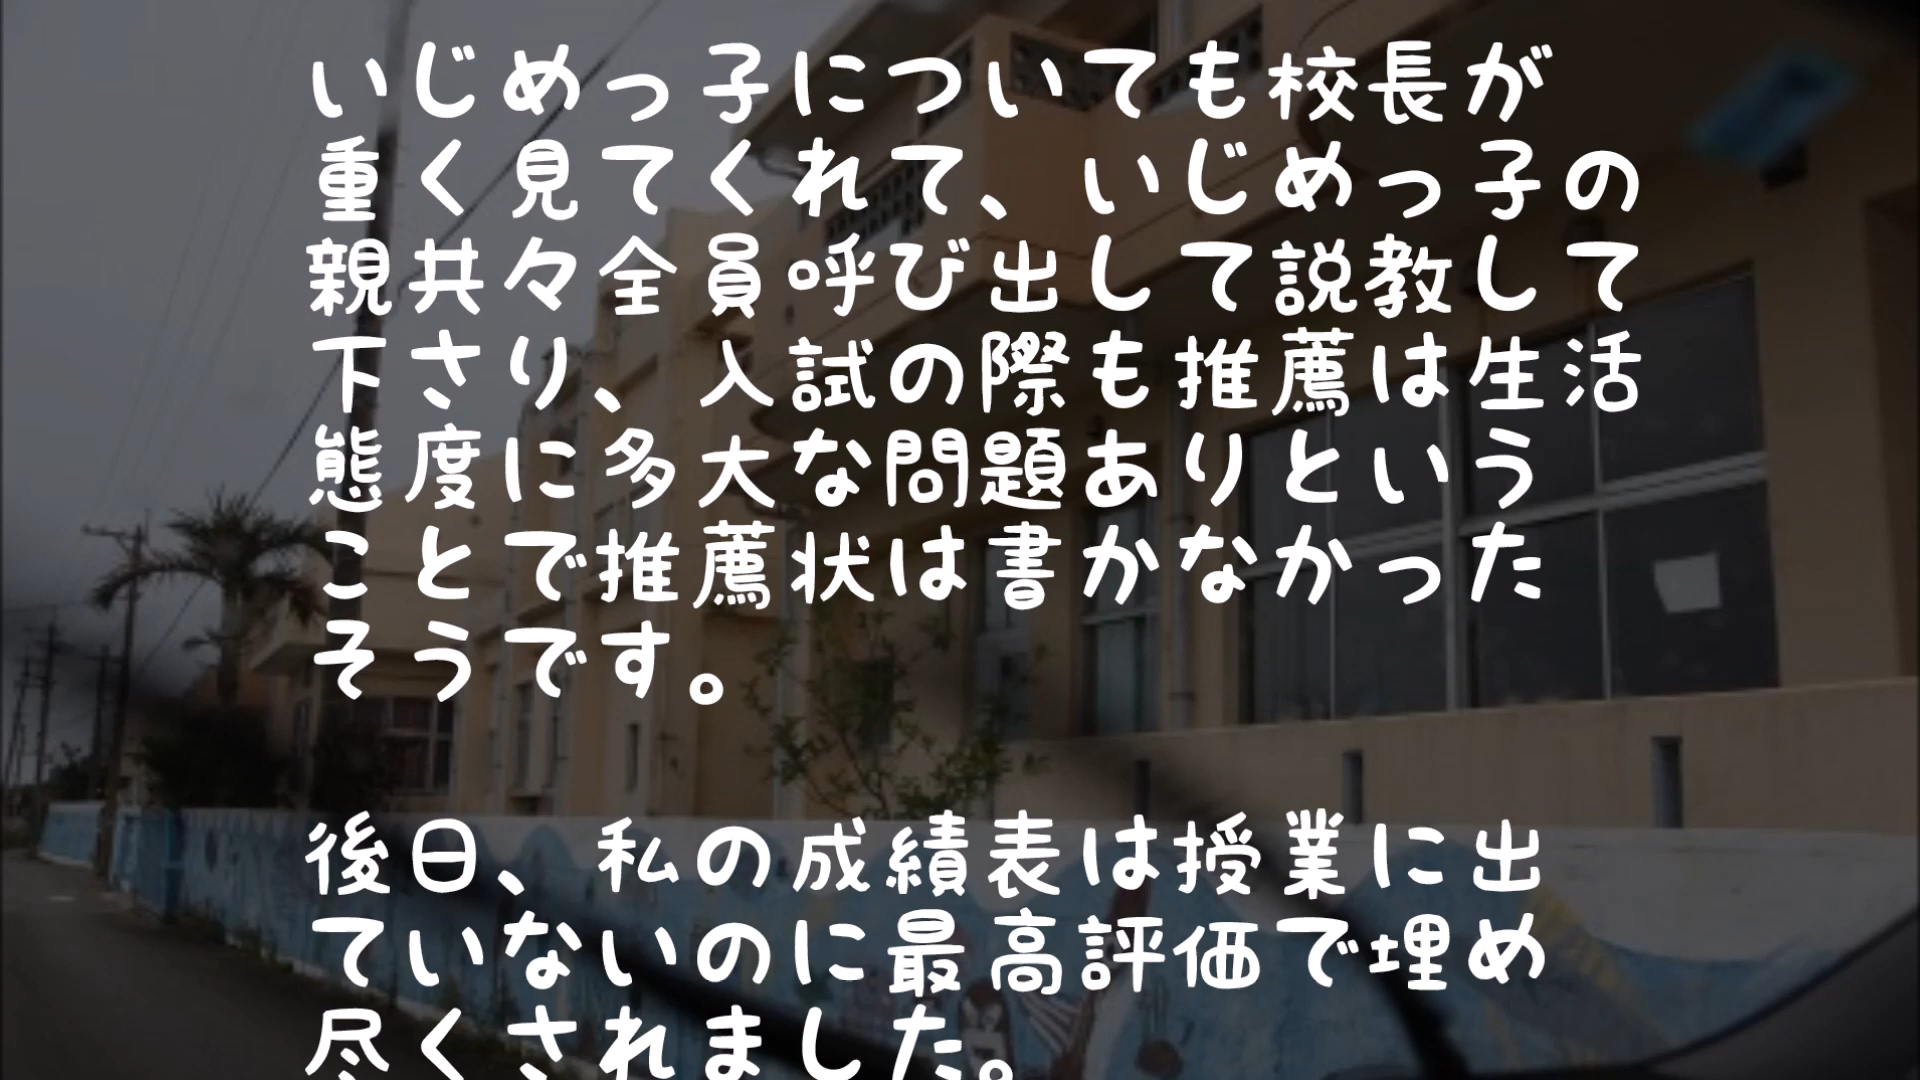 いじめっ子についても校長が
重く見てくれて、いじめっ子の
親共々全員呼び出して説教して
下さり、入試の際も推薦は生活
態度に多大な問題ありという
ことで推薦状は書かなかった
そうです。
後日、私の成績表は授業に出
ていないのに最高評価で埋め
尽くされました。